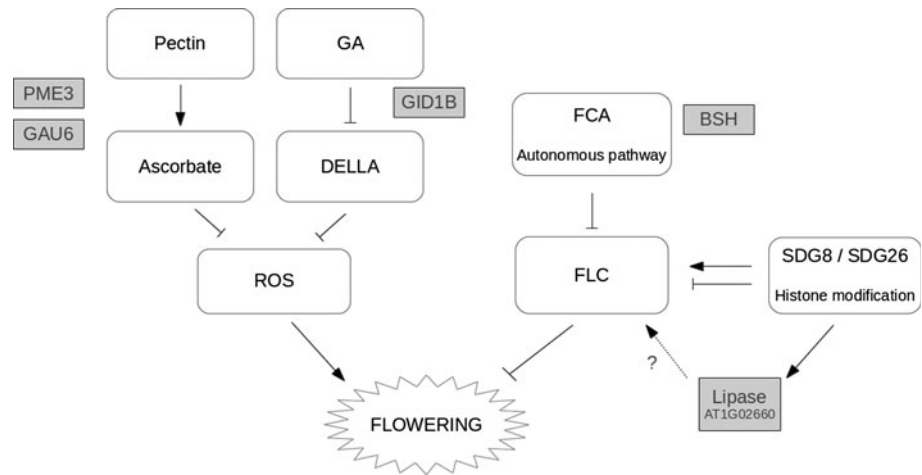 Pectin
GA
PME3
GID1B
GAU6
FCA
Autonomous pathway
BSH
Ascorbate
DELLA
ROS
FLC
SDG8 / SDG26
Histone modification
?
Lipase
AT1G02660
FLOWERING